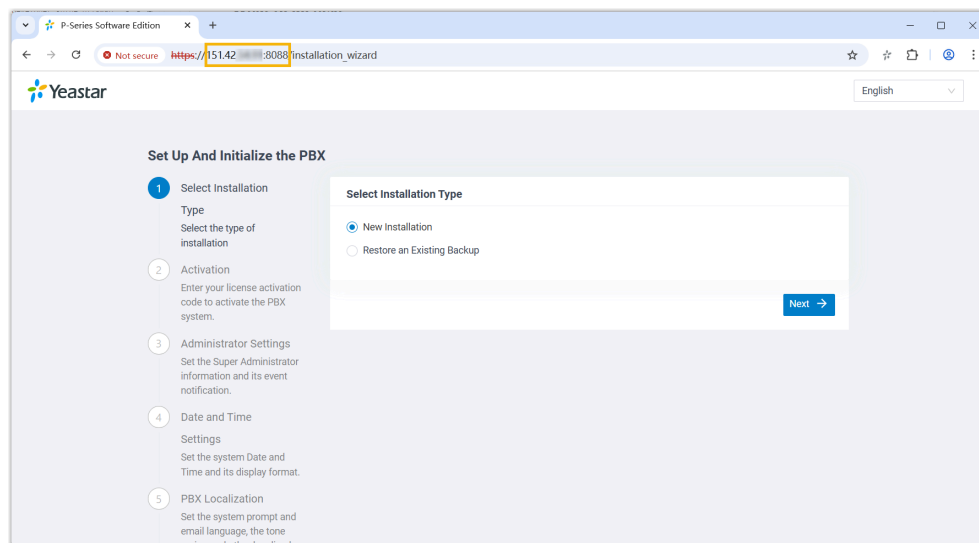 P-Series Software Edition
Not secure https://151.42 :8088/installation_wizard
Yeastar
English
Set Up And Initialize the PBX
1 Select Installation
Type
Select the type of
installation
2 Activation
Enter your license activation
code to activate the PBX
system.
3 Administrator Settings
Set the Super Administrator
information and its event
notification.
4 Date and Time
Settings
Set the system Date and
Time and its display format.
5 PBX Localization
Set the system prompt and
email language, the tone
Select Installation Type
New Installation
Restore an Existing Backup
Next